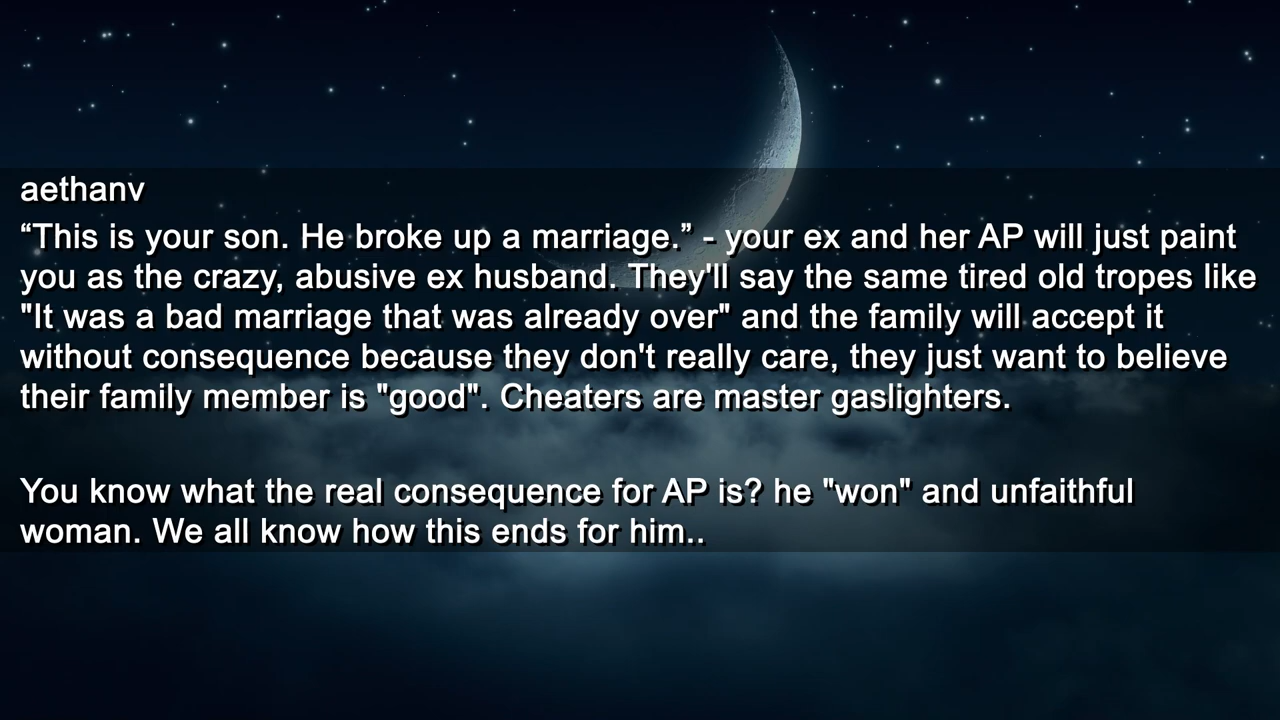 aethanv
“This is your son. He broke up a marriage.” - your ex and her AP will just paint
you as the crazy, abusive ex husband. They'll say the same tired old tropes like
"It was a bad marriage that was already over" and the family will accept it
without consequence because they don't really care, they just want to believe
their family member is "good". Cheaters are master gaslighters.
You know what the real consequence for AP is? he "won" and unfaithful
woman. We all know how this ends for him..